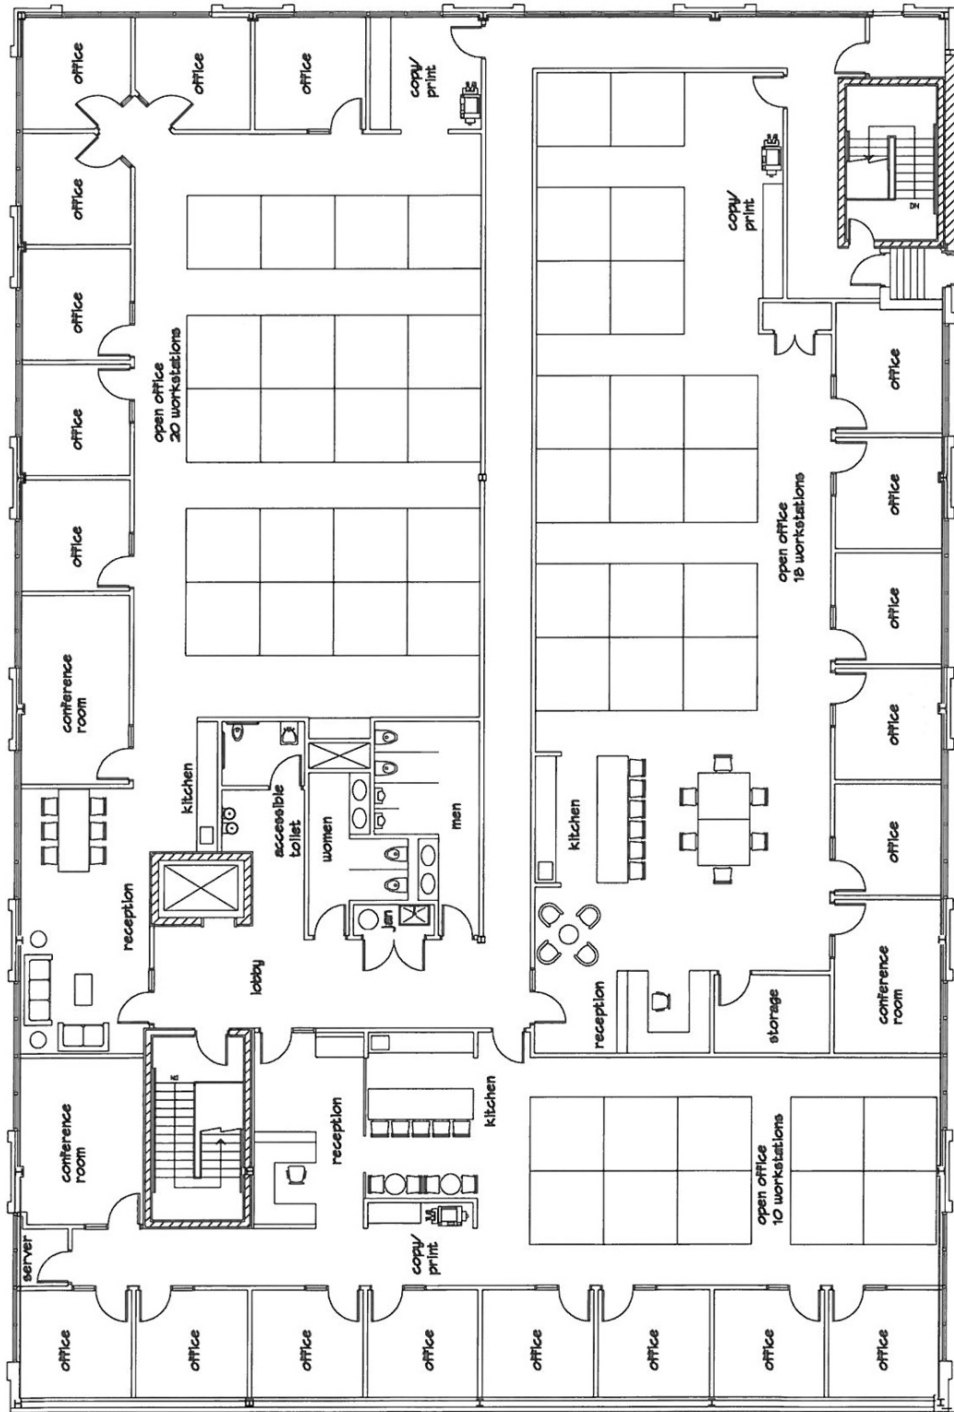 server
office
conference
room
conference
room
office
office
office
office
office
reception
office
DN
kitchen
open office
20 workstations
office
lobby
accessible
toilet
office
office
reception
women
jan
office
copy/
print
copy/
print
men
kitchen
office
kitchen
reception
office
copy/
print
office
open office
10 workstations
storage
open office
18 workstations
office
conference
room
office
office
office
office
office
DN